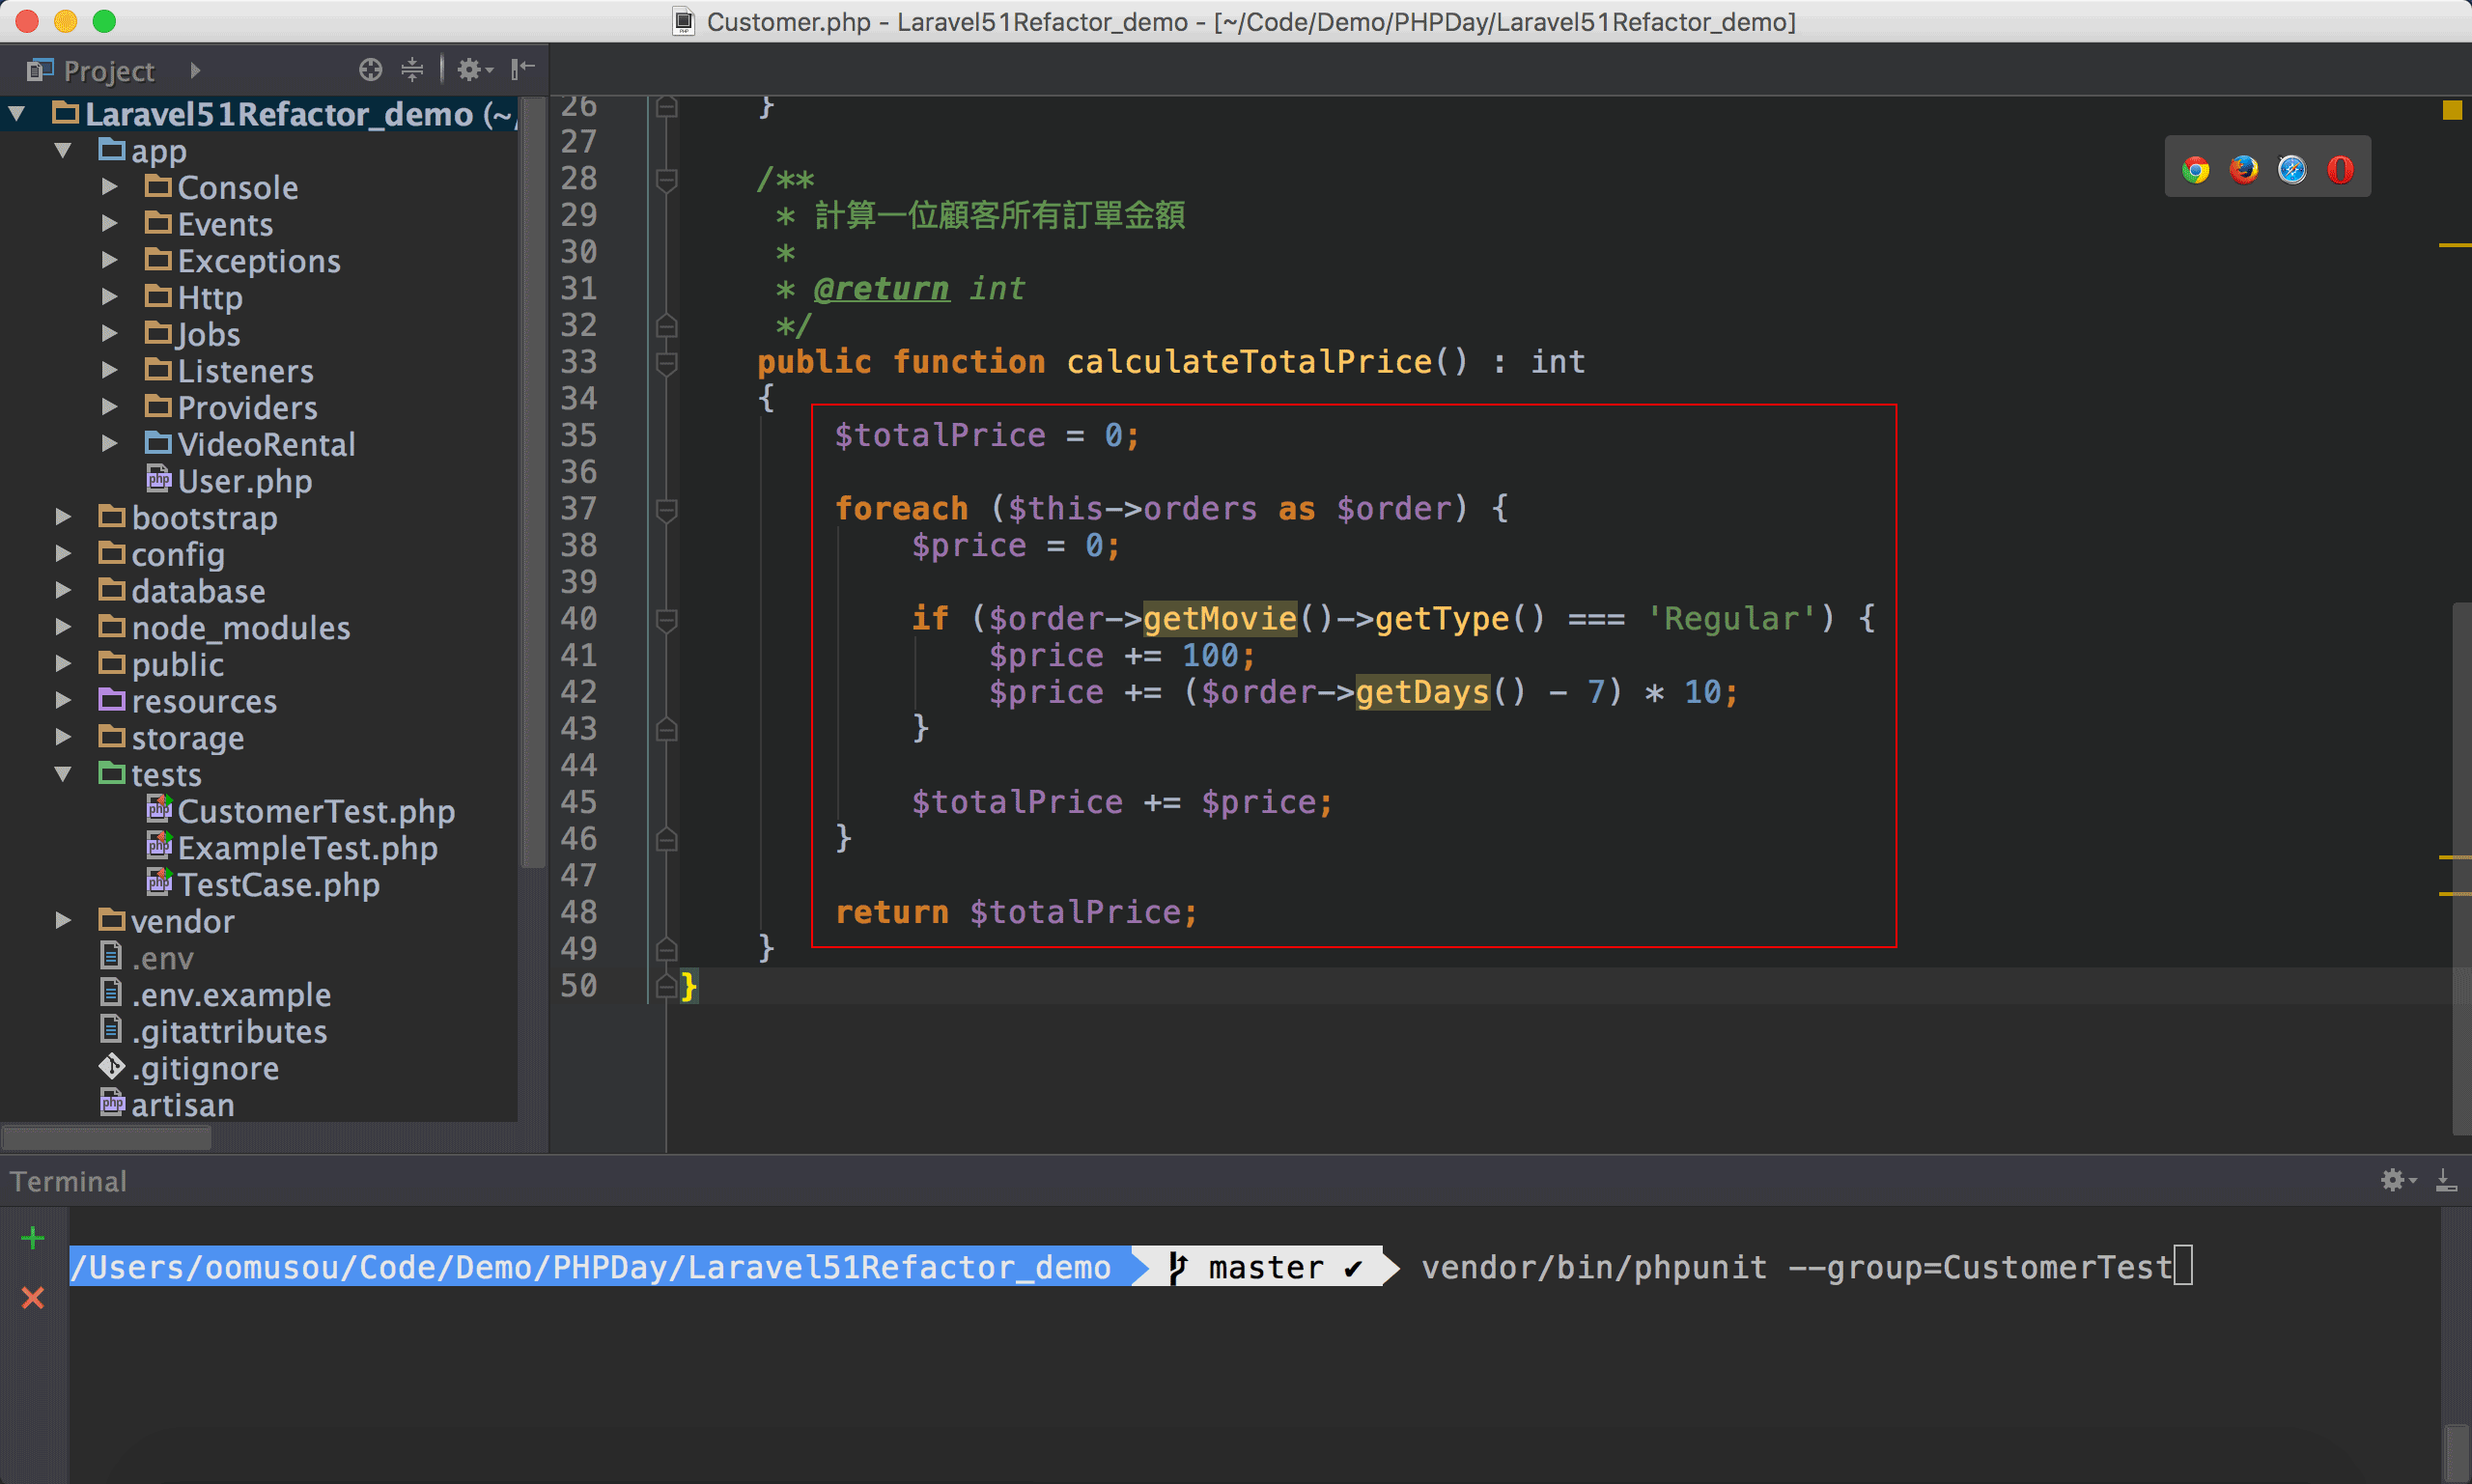 Customer.php - Laravel51Refactor_demo - [~/Code/Demo/PHPDay/Laravel51Refactor_demo]
Project
Laravel51Refactor_demo (~/
app
Console
Events
Exceptions
Http
Jobs
Listeners
Providers
VideoRental
User.php
bootstrap
config
database
node_modules
public
resources
storage
tests
CustomerTest.php
ExampleTest.php
TestCase.php
vendor
.env
.env.example
.gitattributes
.gitignore
artisan
26 }
27
28 /**
29 * 計算一位顧客所有訂單金額
30 *
31 * @return int
32 */
33 public function calculateTotalPrice() : int
34 {
35 $totalPrice = 0;
36
37 foreach ($this->orders as $order) {
38 $price = 0;
39
40 if ($order->getMovie()->getType() === 'Regular') {
41 $price += 100;
42 $price += ($order->getDays() - 7) * 10;
43 }
44
45 $totalPrice += $price;
46 }
47
48 return $totalPrice;
49 }
50 }
Terminal
/Users/oomusou/Code/Demo/PHPDay/Laravel51Refactor_demo master ✔ vendor/bin/phpunit --group=CustomerTest